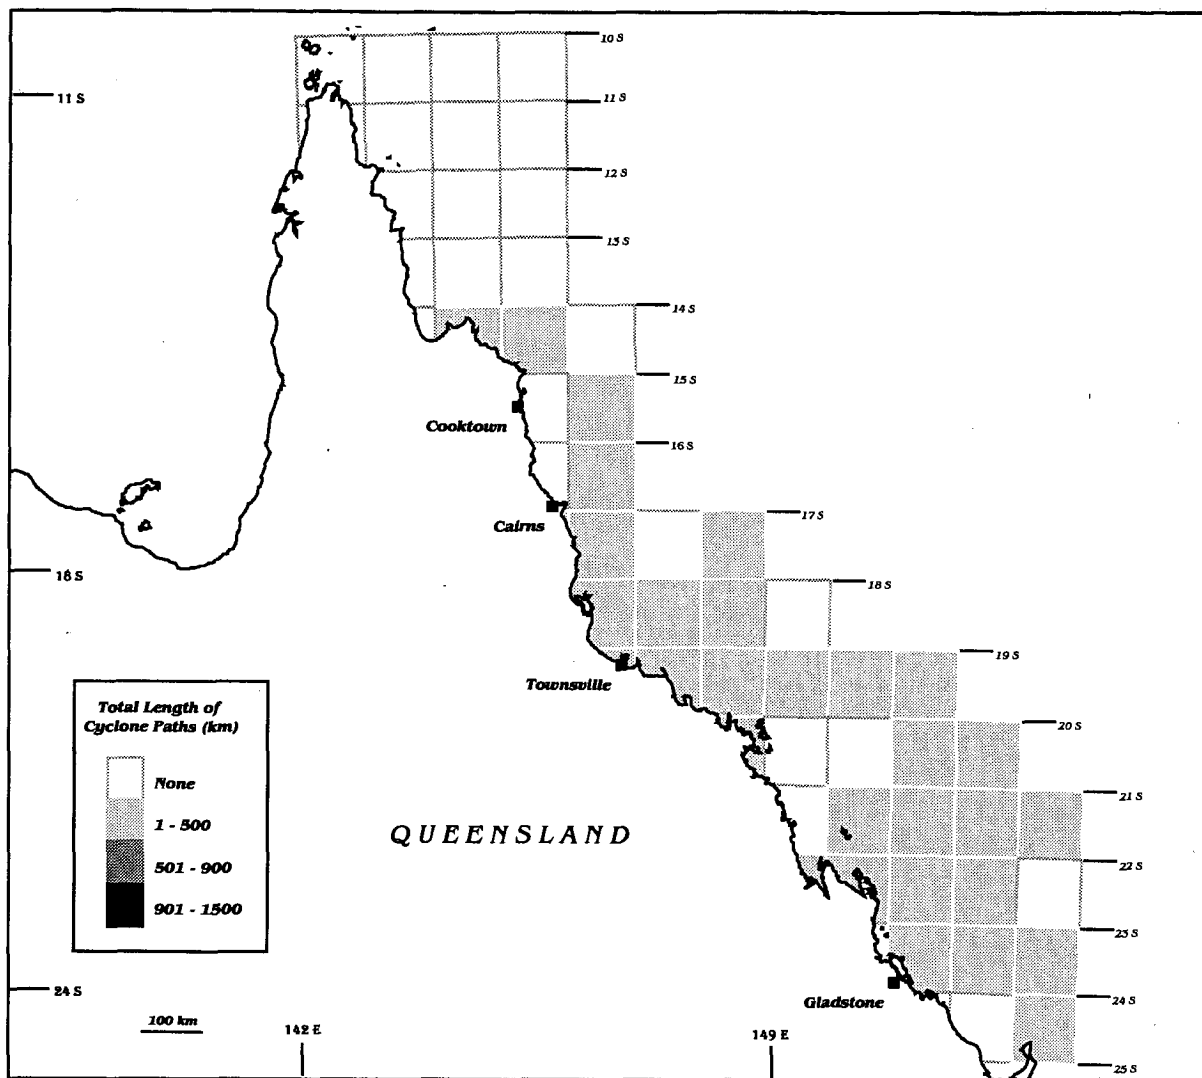 10 S
11 S
11 S
12 S
13 S
14 S
15 S
Cooktown
16 S
Cairns
17 S
18 S
18 S
19 S
Townsville
Total Length of
Cyclone Paths (km)
None
1 - 500
501 - 900
901 - 1500
20 S
21 S
QUEENSLAND
22 S
23 S
24 S
Gladstone
24 S
100 km
142 E
149 E
25 S